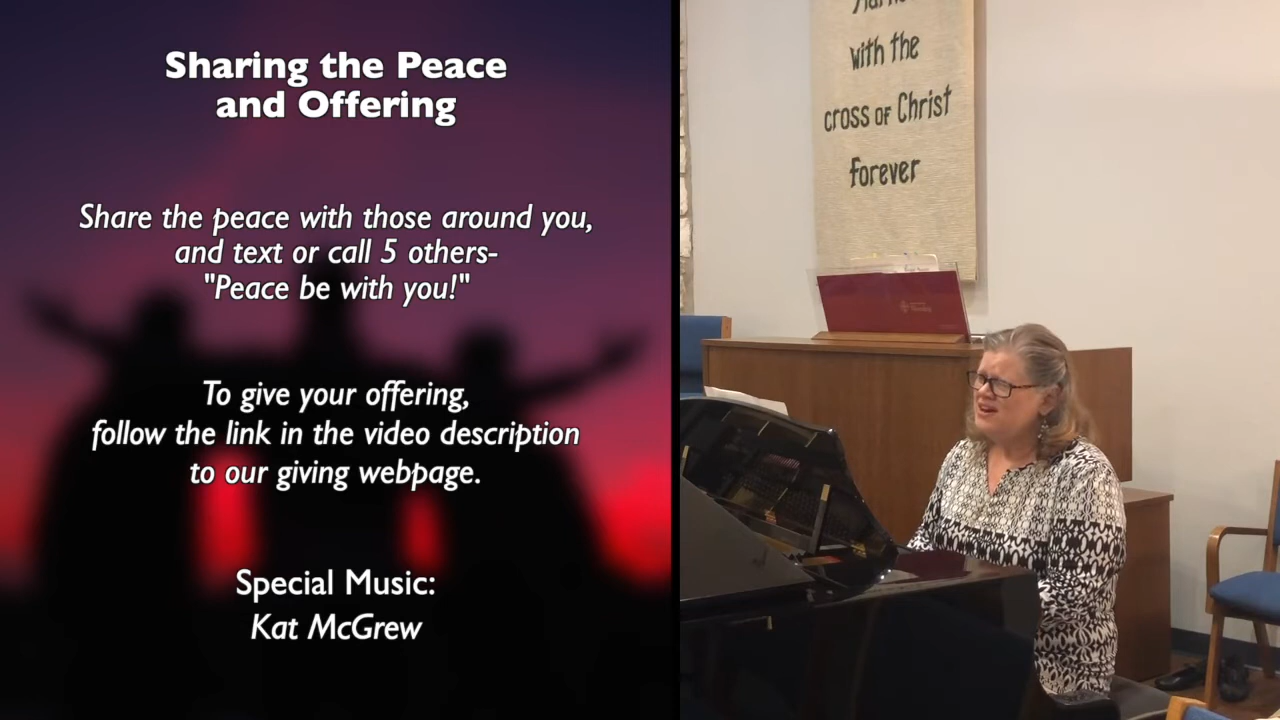 Sharing the Peace
and Offering
Share the peace with those around you,
and text or call 5 others-
"Peace be with you!"
To give your offering,
follow the link in the video description
to our giving webpage.
Special Music:
Kat McGrew
with the
cross of Christ
forever